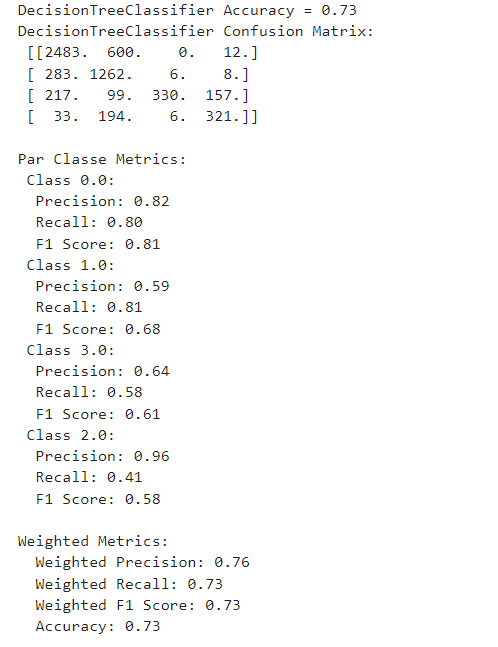 DecisionTreeClassifier Accuracy = 0.73
DecisionTreeClassifier Confusion Matrix:
[[2483. 600. 0. 12.]
[ 283. 1262. 6. 8.]
[ 217. 99. 330. 157.]
[ 33. 194. 6. 321.]]
Par Classe Metrics:
Class 0.0:
Precision: 0.82
Recall: 0.80
F1 Score: 0.81
Class 1.0:
Precision: 0.59
Recall: 0.81
F1 Score: 0.68
Class 3.0:
Precision: 0.64
Recall: 0.58
F1 Score: 0.61
Class 2.0:
Precision: 0.96
Recall: 0.41
F1 Score: 0.58
Weighted Metrics:
Weighted Precision: 0.76
Weighted Recall: 0.73
Weighted F1 Score: 0.73
Accuracy: 0.73